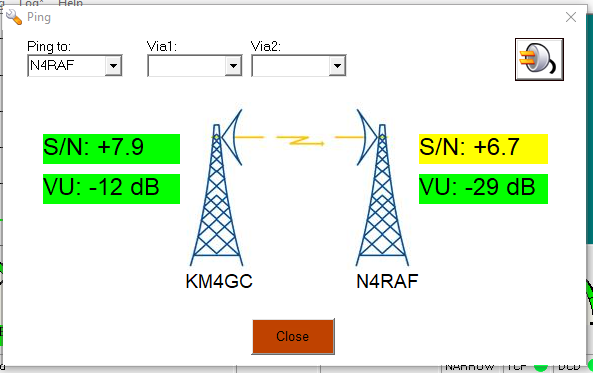 Log*
Help
Ping
Ping to:
Via1:
Via2:
N4RAF
S/N: +7.9
S/N: +6.7
VU: -12 dB
VU: -29 dB
KM4GC
N4RAF
Close
NARROW
TCP
DCD